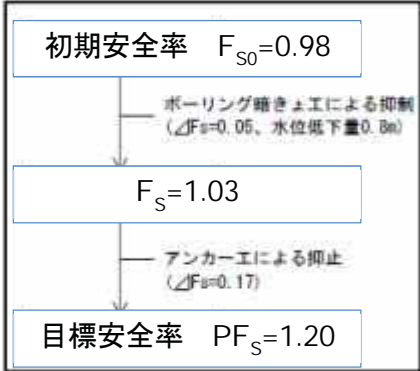 初期安全率 FS0=0.98
ボーリング暗きょ工による抑制
(⊿Fs=0.05、水位低下量0.8m)
FS=1.03
アンカー工による抑止
(⊿Fs=0.17)
目標安全率 PFS=1.20